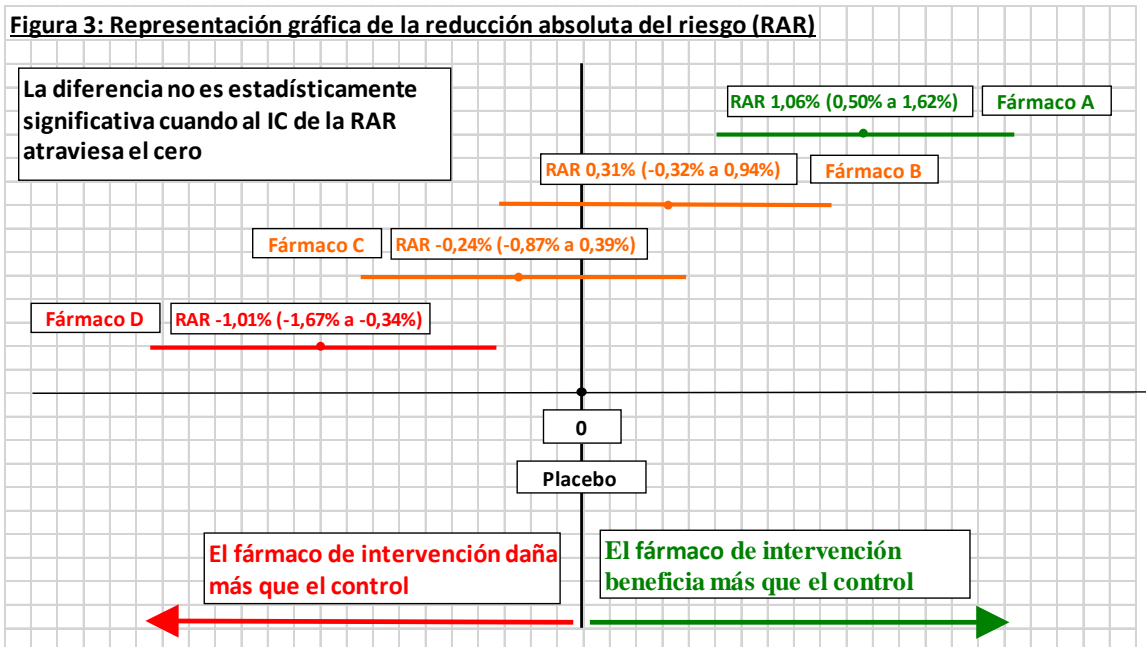 Figura 3: Representación gráfica de la reducción absoluta del riesgo (RAR)
La diferencia no es estadísticamente
significativa cuando al IC de la RAR
atraviesa el cero
RAR 1,06% (0,50% a 1,62%)
Fármaco A
RAR 0,31% (-0,32% a 0,94%)
Fármaco B
Fármaco C
RAR -0,24% (-0,87% a 0,39%)
Fármaco D
RAR -1,01% (-1,67% a -0,34%)
0
Placebo
El fármaco de intervención daña
más que el control
El fármaco de intervención
beneficia más que el control